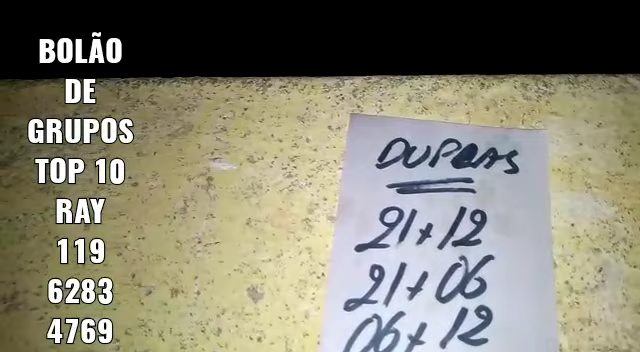 BOLÃO
DE
GRUPOS
TOP 10
RAY
119
6283
4769
DUPLAS
21+12
21+06
06+12